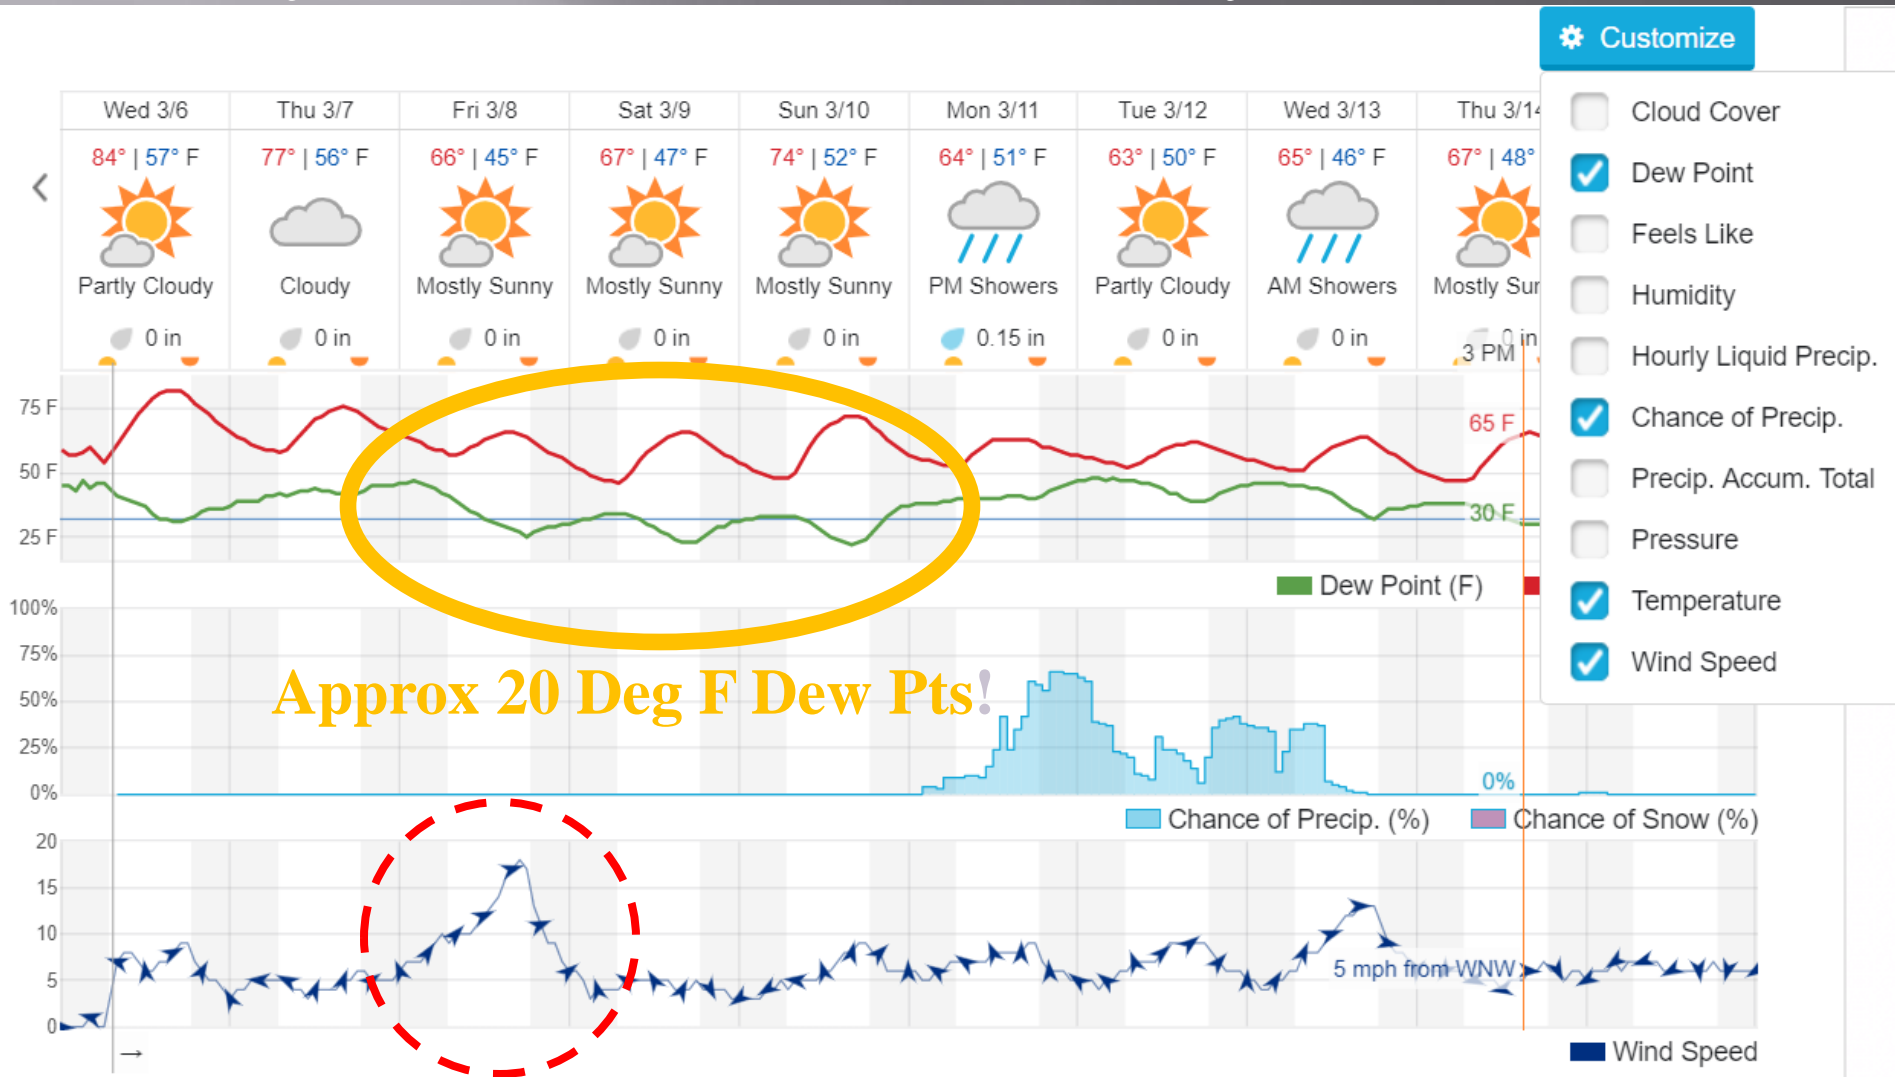 Customize
Wed 3/6 Thu 3/7 Fri 3/8 Sat 3/9 Sun 3/10 Mon 3/11 Tue 3/12 Wed 3/13 Thu 3/14
84° | 57° F 77° | 56° F 66° | 45° F 67° | 47° F 74° | 52° F 64° | 51° F 63° | 50° F 65° | 46° F 67° | 48°
Partly Cloudy Cloudy Mostly Sunny Mostly Sunny Mostly Sunny PM Showers Partly Cloudy AM Showers Mostly Sun
0 in 0 in 0 in 0 in 0 in 0.15 in 0 in 0 in 0 in
3 PM
Cloud Cover
Dew Point
Feels Like
Humidity
Hourly Liquid Precip.
Chance of Precip.
Precip. Accum. Total
Pressure
Temperature
Wind Speed
75 F
65 F
50 F
30 F
25 F
Dew Point (F)
100%
75%
50%
25%
0%
Approx 20 Deg F Dew Pts!
0%
Chance of Precip. (%) Chance of Snow (%)
20
15
10
5
0
5 mph from WNW
→
Wind Speed